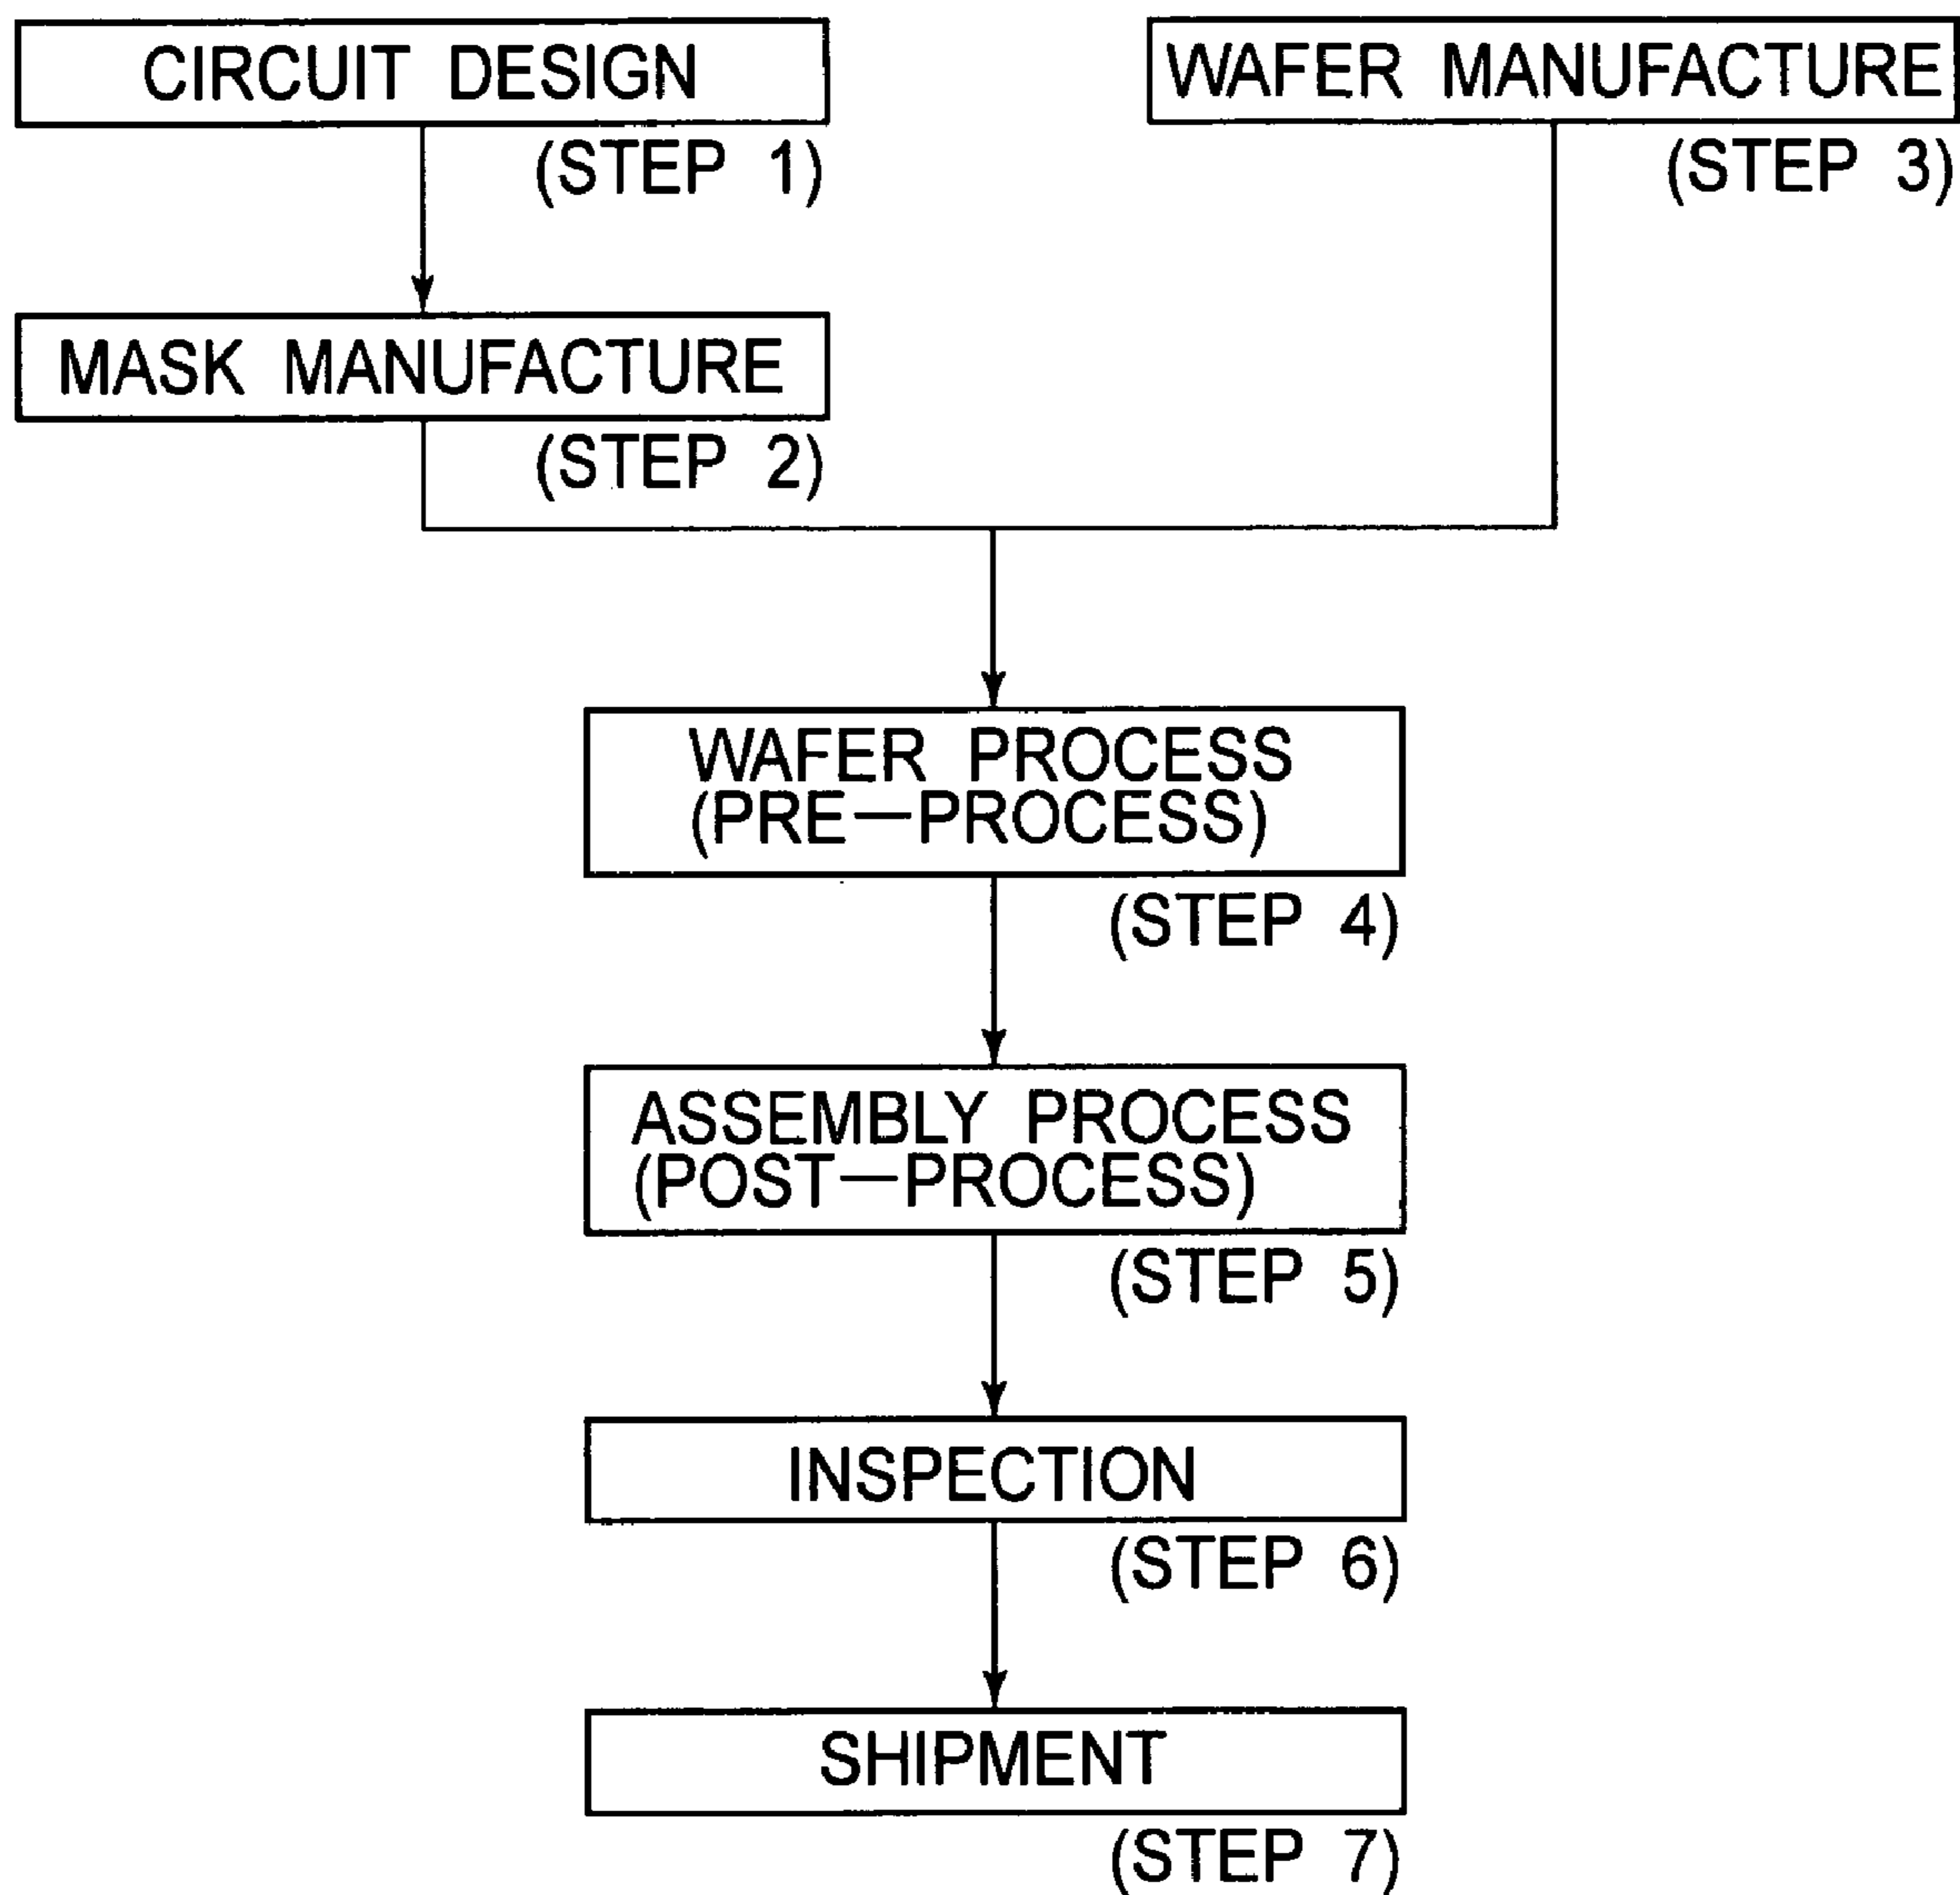 CIRCUIT DESIGN
(STEP 1)
WAFER MANUFACTURE
(STEP 3)
MASK MANUFACTURE
(STEP 2)
WAFER PROCESS
(PRE—PROCESS)
(STEP 4)
ASSEMBLY PROCESS
(POST—PROCESS)
(STEP 5)
INSPECTION
(STEP 6)
SHIPMENT
(STEP 7)